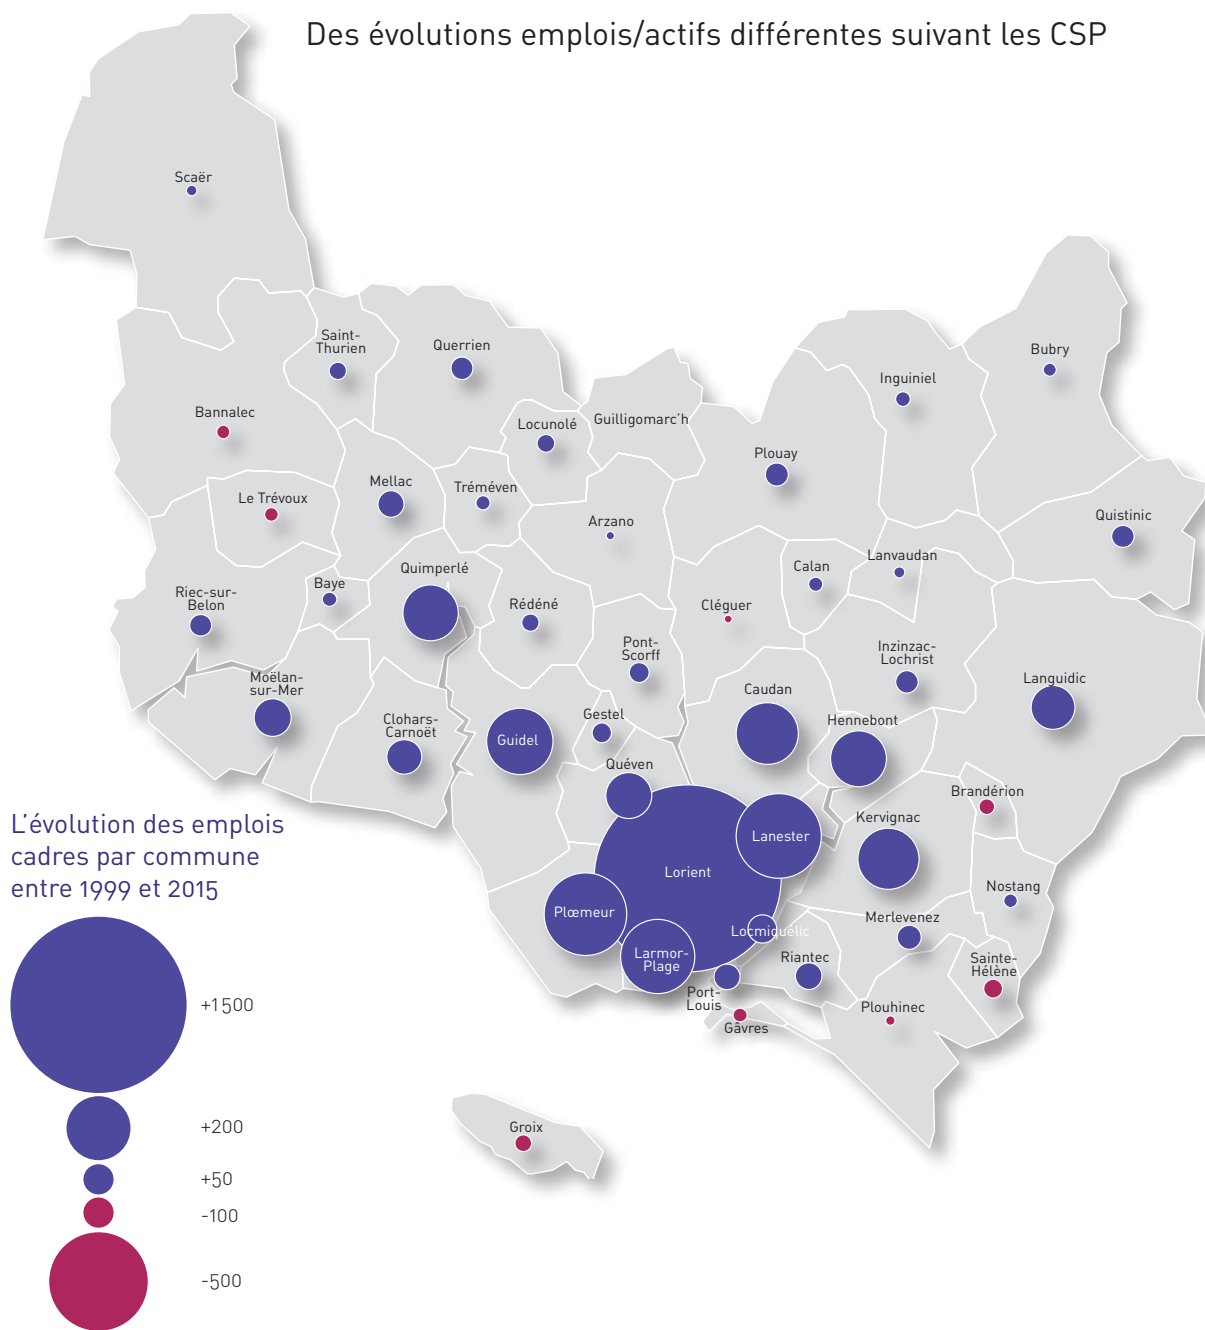 Des évolutions emplois/actifs différentes suivant les CSP
Scaër
Saint-
Thurien
Querrien
Bubry
Inguiniel
Bannalec
Locunolé
Guilligomarc'h
Plouay
Mellac
Tréméven
Le Trévoux
Arzano
Quistinic
Quimperlé
Baye
Riec-sur-
Belon
Rédéné
Calan
Lanvaudan
Cléguer
Pont-
Scorff
Inzinzac-
Lochrist
Moëlan-
sur-Mer
Caudan
Languidic
Clohars-
Carnoët
Gestel
Hennebont
Guidel
Quéven
Brandérion
Kervignac
Lanester
Lorient
Nostang
Plœmeur
Merlevenez
Locmiquélic
Larmor-
Plage
Riantec
Sainte-
Hélène
Port-
Louis
Plouhinec
Gâvres
Groix
L'évolution des emplois
cadres par commune
entre 1999 et 2015
+1500
+200
+50
-100
-500